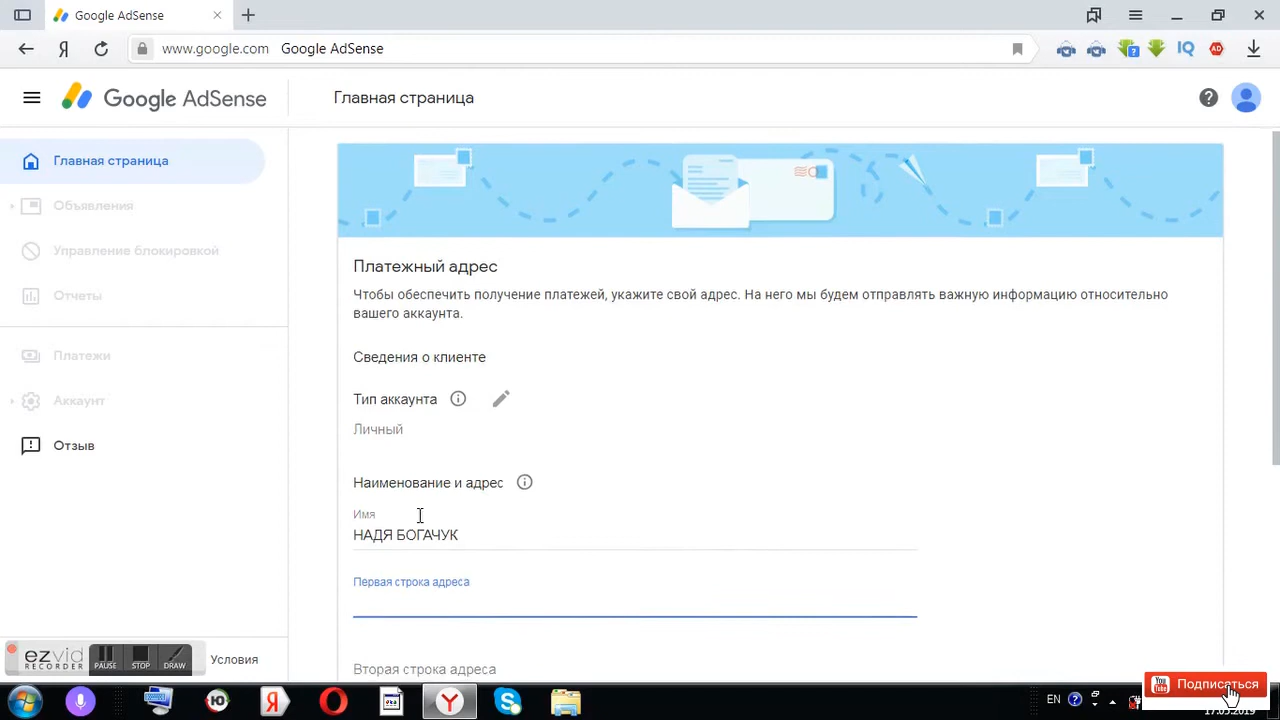 Google AdSense
www.google.com Google AdSense
Google AdSense
Главная страница
Главная страница
Объявления
Управление блокировкой
Отчеты
Платежи
Аккаунт
Отзыв
Платежный адрес
Чтобы обеспечить получение платежей, укажите свой адрес. На него мы будем отправлять важную информацию относительно
вашего аккаунта.
Сведения о клиенте
Тип аккаунта
Личный
Наименование и адрес
Имя
НАДЯ БОГАЧУК
Первая строка адреса
Вторая строка адреса
ezvid
RECORDER
PAUSE
STOP
DRAW
Условия
EN
You Tube
Подписаться